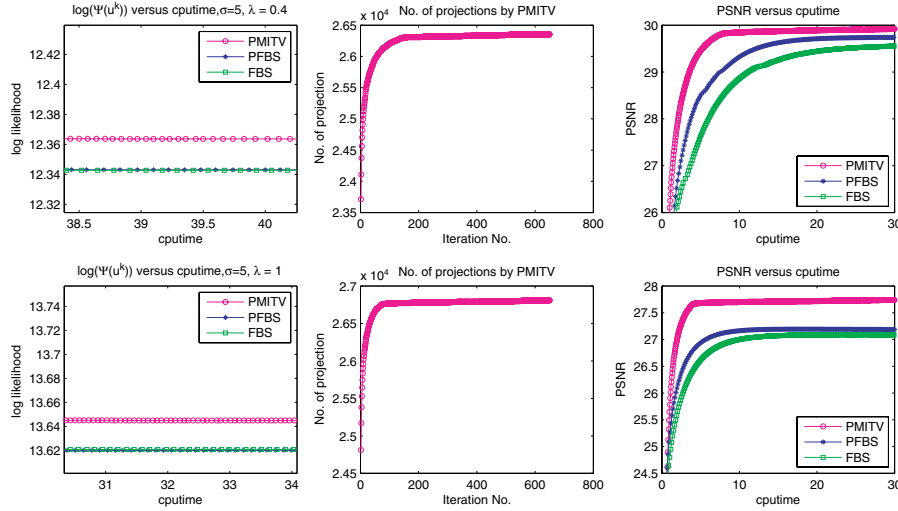 log(Ψ(u^k)) versus cputime,σ=5, λ = 0.4
12.42
12.4
12.38
12.36
12.34
12.32
log likelihood
PMITV
PFBS
FBS
38.5
39
39.5
40
cputime
No. of projections by PMITV
x 10^4
2.7
2.65
2.6
2.55
2.5
2.45
2.4
2.35
No. of projection
0
200
400
600
800
Iteration No.
PSNR versus cputime
30
29
28
27
26
PSNR
PMITV
PFBS
FBS
0
10
20
30
cputime
log(Ψ(u^k)) versus cputime,σ=5, λ = 1
13.74
13.72
13.7
13.68
13.66
13.64
13.62
log likelihood
PMITV
PFBS
FBS
31
32
33
34
cputime
No. of projections by PMITV
x 10^4
2.7
2.65
2.6
2.55
2.5
2.45
No. of projection
0
200
400
600
800
Iteration No.
PSNR versus cputime
28
27.5
27
26.5
26
25.5
25
24.5
PSNR
PMITV
PFBS
FBS
0
10
20
30
cputime